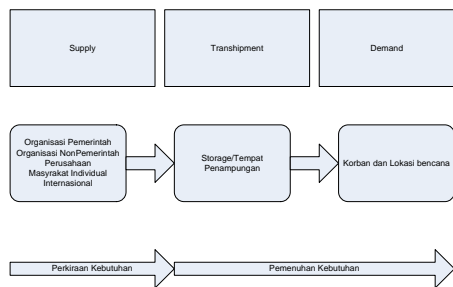 Supply
Transhipment
Demand
Organisasi Pemerintah
Organisasi NonPemerintah
Perusahaan
Masyrakat Individual
Internasional
Storage/Tempat
Penampungan
Korban dan Lokasi bencana
Perkiraan Kebutuhan
Pemenuhan Kebutuhan